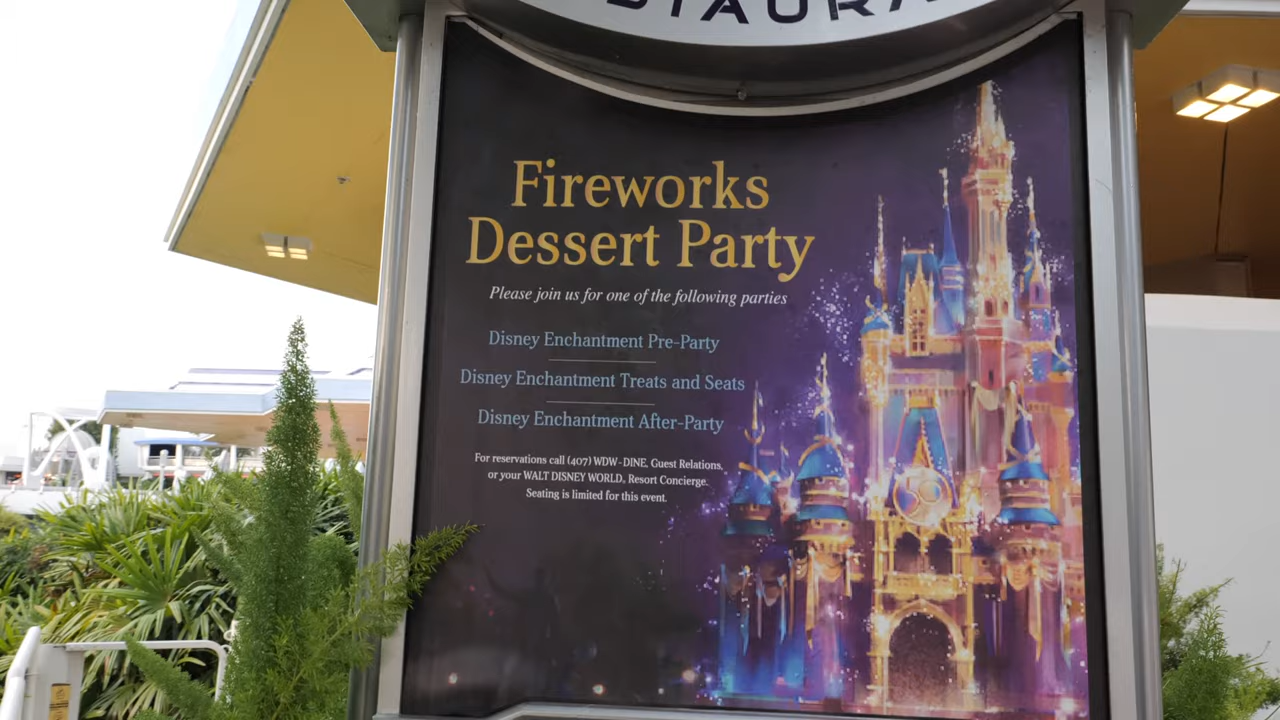 Fireworks
Dessert Party
Please join us for one of the following parties
Disney Enchantment Pre-Party
Disney Enchantment Treats and Seats
Disney Enchantment After-Party
For reservations call (407) WDW-DINE, Guest Relations,
or your WALT DISNEY WORLD, Resort Concierge.
Seating is limited for this event.